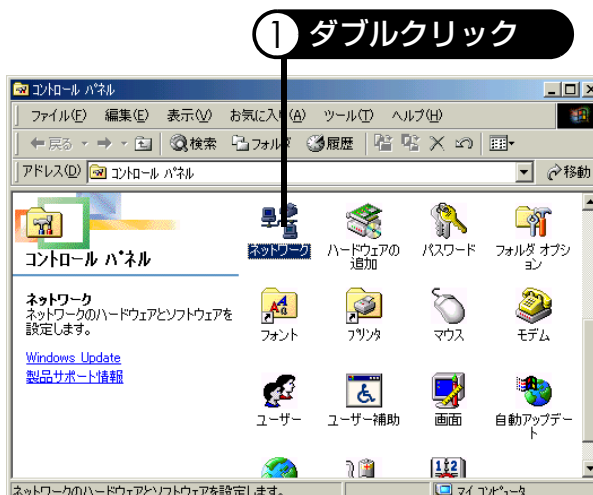 ① ダブルクリック
コントロール パネル
ファイル(F) 編集(E) 表示(V) お気に入り(A) ツール(T) ヘルプ(H)
戻る 検索 フォルダ 履歴
アドレス(D) コントロール パネル 移動
コントロール パネル
ネットワーク
ネットワークのハードウェアとソフトウェアを
設定します。
Windows Update
製品サポート情報
ネットワーク ハードウェアの
追加 パスワード フォルダ オプシ
ョン
フォント プリンタ マウス モデム
ユーザー ユーザー補助 画面 自動アップデー
ト
ネットワークのハードウェアとソフトウェアを設定します。 マイ コンピュータ